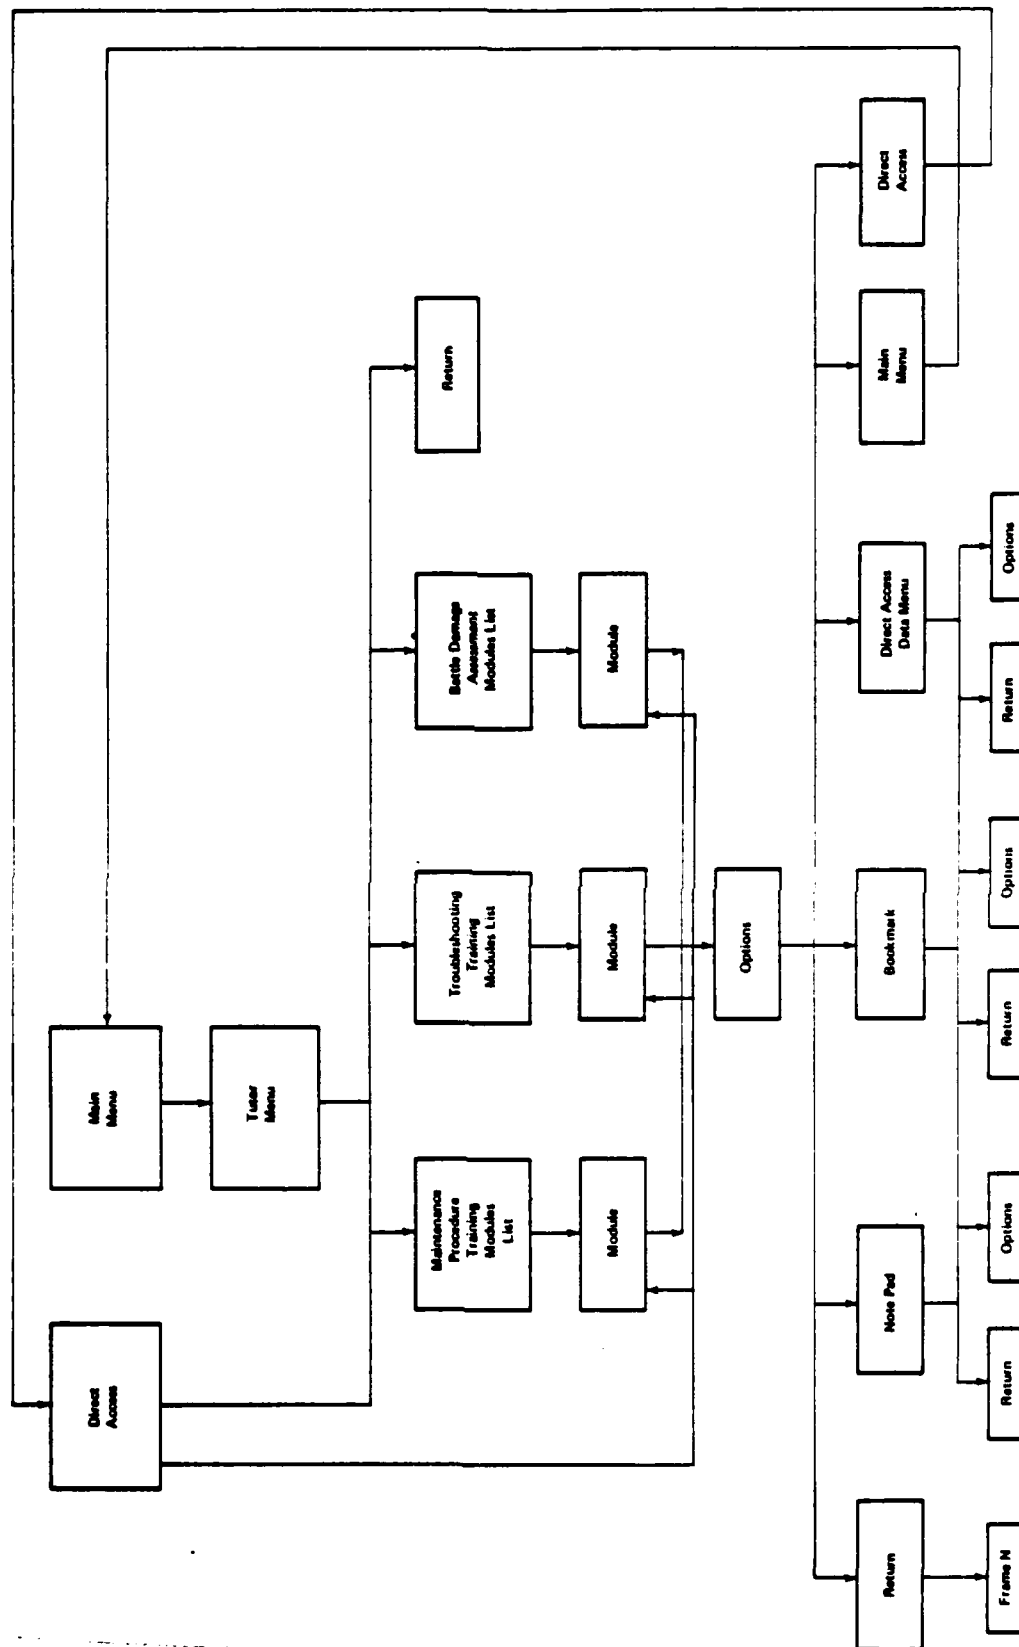 Direct
Access
Main
Menu
Tutor
Menu
Maintenance
Procedure
Training
Modules
List
Troubleshooting
Training
Modules List
Battle Damage
Assessment
Modules List
Return
Module
Module
Module
Options
Return
Note Pad
Bookmark
Direct Access
Data Menu
Main
Menu
Direct
Access
Frame N
Return
Options
Return
Options
Return
Options